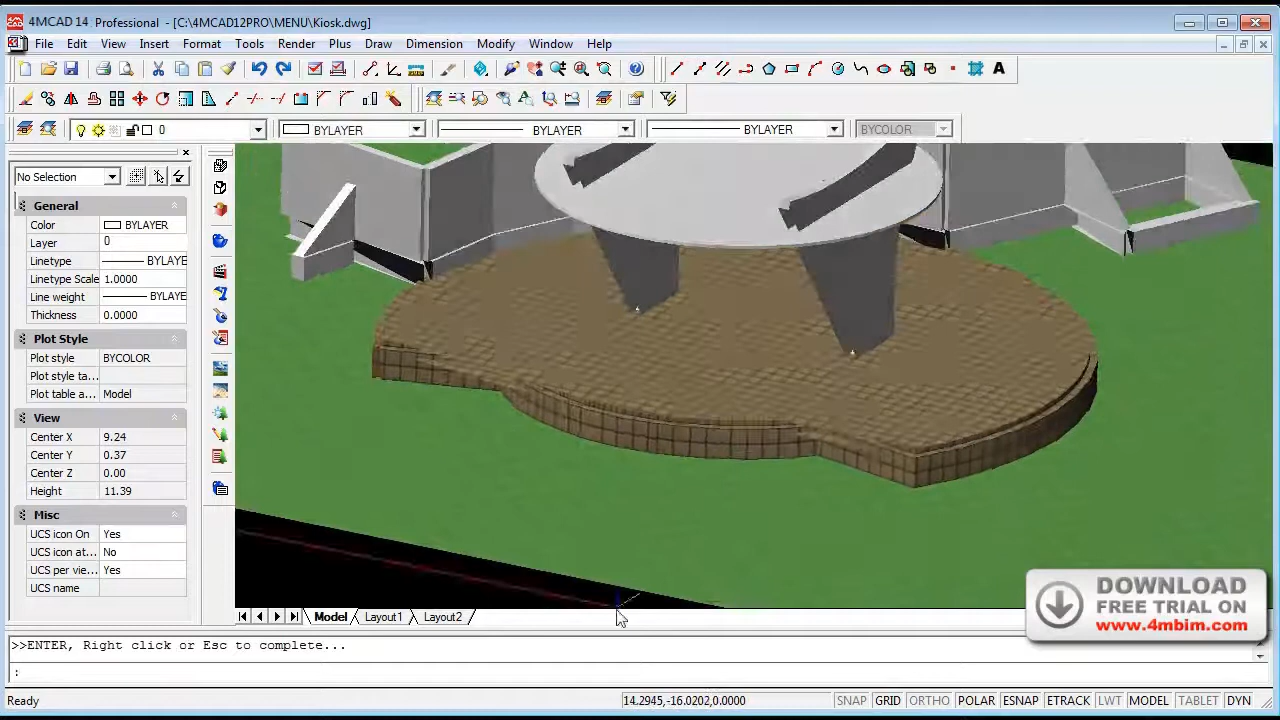 4MCAD 14 Professional - [C:\4MCAD12PRO\MENU\Kiosk.dwg]
File Edit View Insert Format Tools Render Plus Draw Dimension Modify Window Help
0 BYLAYER BYLAYER BYLAYER BYCOLOR
No Selection
General
Color BYLAYER
Layer 0
Linetype BYLAYE
Linetype Scale 1.0000
Line weight BYLAYE
Thickness 0.0000
Plot Style
Plot style BYCOLOR
Plot style ta...
Plot table a... Model
View
Center X 9.24
Center Y 0.37
Center Z 0.00
Height 11.39
Misc
UCS icon On Yes
UCS icon at... No
UCS per vie... Yes
UCS name
Model Layout1 Layout2
DOWNLOAD
FREE TRIAL ON
www.4mbim.com
>>ENTER, Right click or Esc to complete...
:
Ready 14.2945,-16.0202,0.0000 SNAP GRID ORTHO POLAR ESNAP ETRACK LWT MODEL TABLET DYN